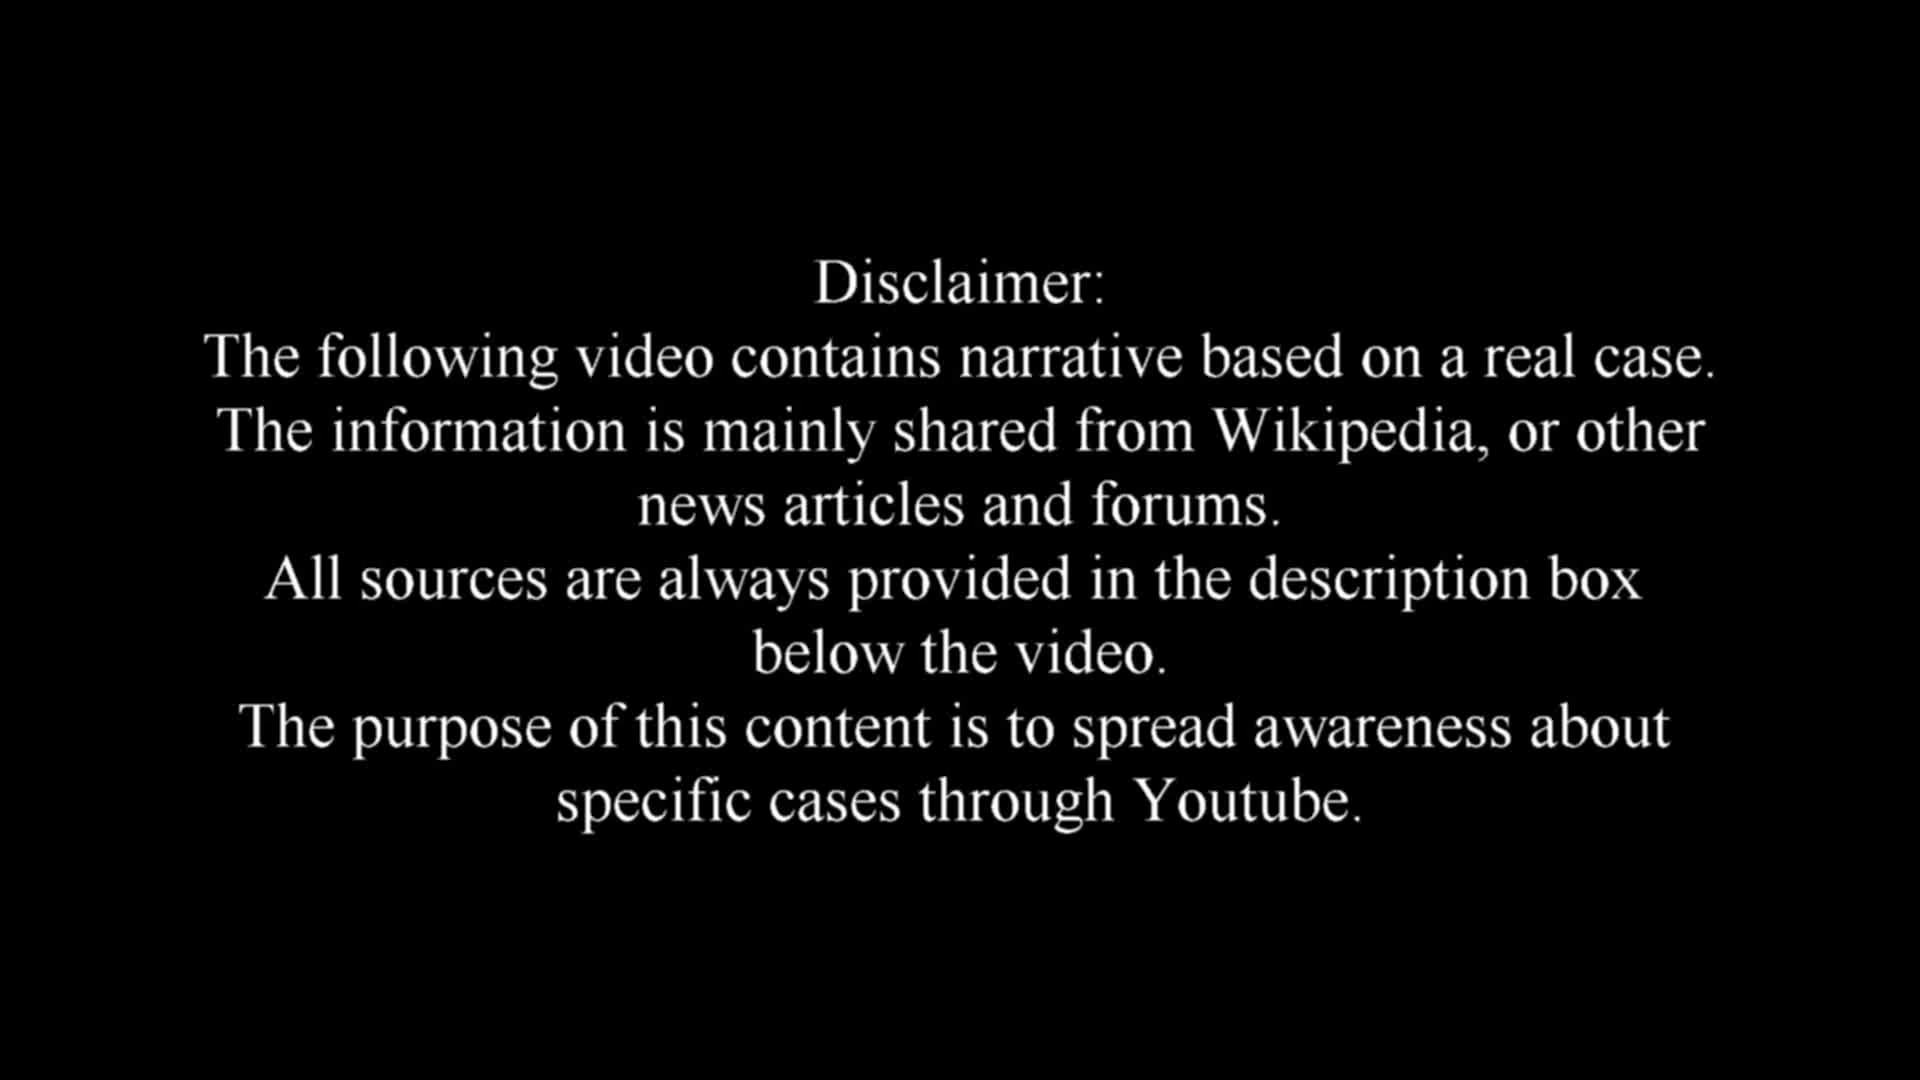 Disclaimer:
The following video contains narrative based on a real case.
The information is mainly shared from Wikipedia, or other
news articles and forums.
All sources are always provided in the description box
below the video.
The purpose of this content is to spread awareness about
specific cases through Youtube.